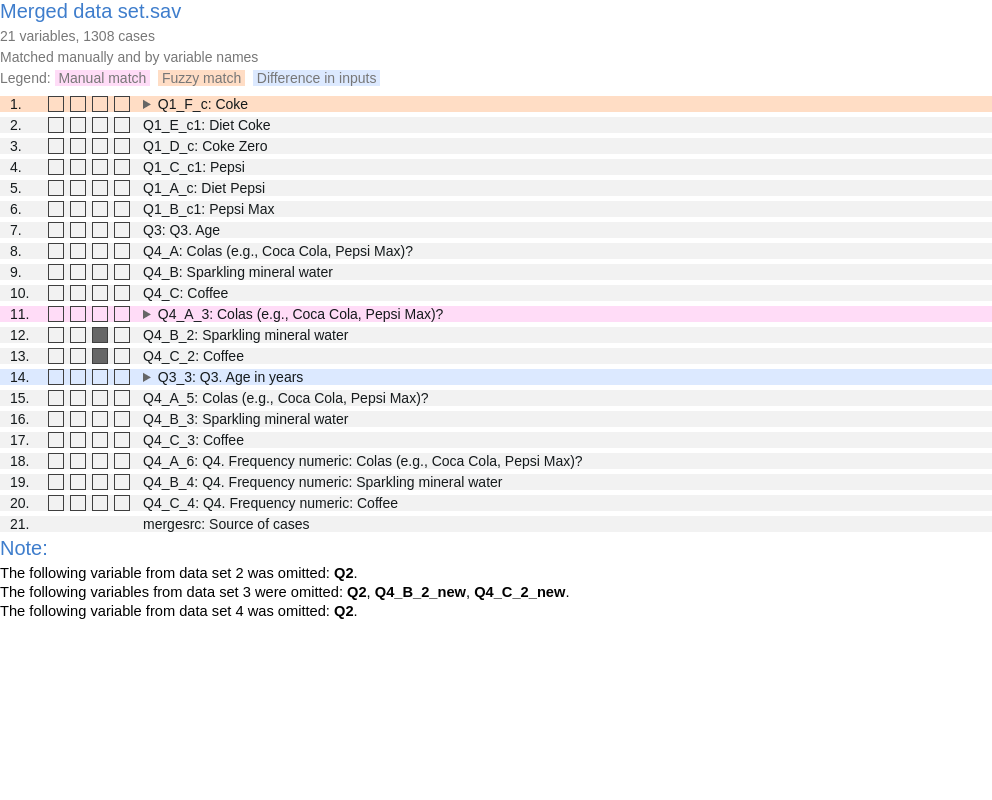 Merged data set.sav
21 variables, 1308 cases
Matched manually and by variable names
Legend: Manual match Fuzzy match Difference in inputs
1. Q1_F_c: Coke
2. Q1_E_c1: Diet Coke
3. Q1_D_c: Coke Zero
4. Q1_C_c1: Pepsi
5. Q1_A_c: Diet Pepsi
6. Q1_B_c1: Pepsi Max
7. Q3: Q3. Age
8. Q4_A: Colas (e.g., Coca Cola, Pepsi Max)?
9. Q4_B: Sparkling mineral water
10. Q4_C: Coffee
11. Q4_A_3: Colas (e.g., Coca Cola, Pepsi Max)?
12. Q4_B_2: Sparkling mineral water
13. Q4_C_2: Coffee
14. Q3_3: Q3. Age in years
15. Q4_A_5: Colas (e.g., Coca Cola, Pepsi Max)?
16. Q4_B_3: Sparkling mineral water
17. Q4_C_3: Coffee
18. Q4_A_6: Q4. Frequency numeric: Colas (e.g., Coca Cola, Pepsi Max)?
19. Q4_B_4: Q4. Frequency numeric: Sparkling mineral water
20. Q4_C_4: Q4. Frequency numeric: Coffee
21. mergesrc: Source of cases
Note:
The following variable from data set 2 was omitted: Q2.
The following variables from data set 3 were omitted: Q2, Q4_B_2_new, Q4_C_2_new.
The following variable from data set 4 was omitted: Q2.